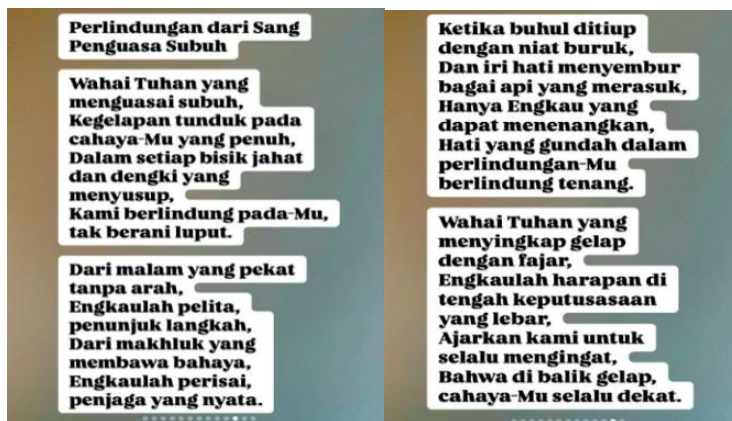 Perlindungan dari Sang
Penguasa Subuh
Wahai Tuhan yang
menguasai subuh,
Kegelapan tunduk pada
cahaya-Mu yang penuh,
Dalam setiap bisik jahat
dan dengki yang
menyusup,
Kami berlindung pada-Mu,
tak berani luput.
Dari malam yang pekat
tanpa arah,
Engkaulah pelita,
penunjuk langkah,
Dari makhluk yang
membawa bahaya,
Engkaulah perisai,
penjaga yang nyata.
Ketika buhul ditiup
dengan niat buruk,
Dan iri hati menyembur
bagai api yang merasuk,
Hanya Engkau yang
dapat menenangkan,
Hati yang gundah dalam
perlindungan-Mu
berlindung tenang.
Wahai Tuhan yang
menyingkap gelap
dengan fajar,
Engkaulah harapan di
tengah keputusasaan
yang lebar,
Ajarkan kami untuk
selalu mengingat,
Bahwa di balik gelap,
cahaya-Mu selalu dekat.